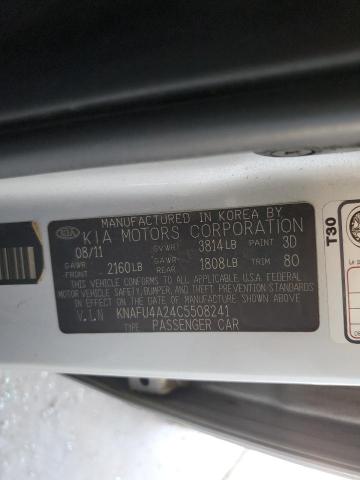 MANUFACTURED IN KOREA BY
KIA KIA MOTORS CORPORATION
08/11 GVWR: 3814LB PAINT 3D
GAWR FRONT: 2160LB GAWR REAR 1808LB TRIM 80
THIS VEHICLE CONFORMS TO ALL APPLICABLE U.S.A. FEDERAL
MOTOR VEHICLE SAFETY, BUMPER AND THEFT PREVENTION STANDARDS
IN EFFECT ON THE DATE OF MANUFACTURE SHOWN ABOVE.
V.I.N KNAFU4A24C5508241
TYPE: PASSENGER CAR
T30